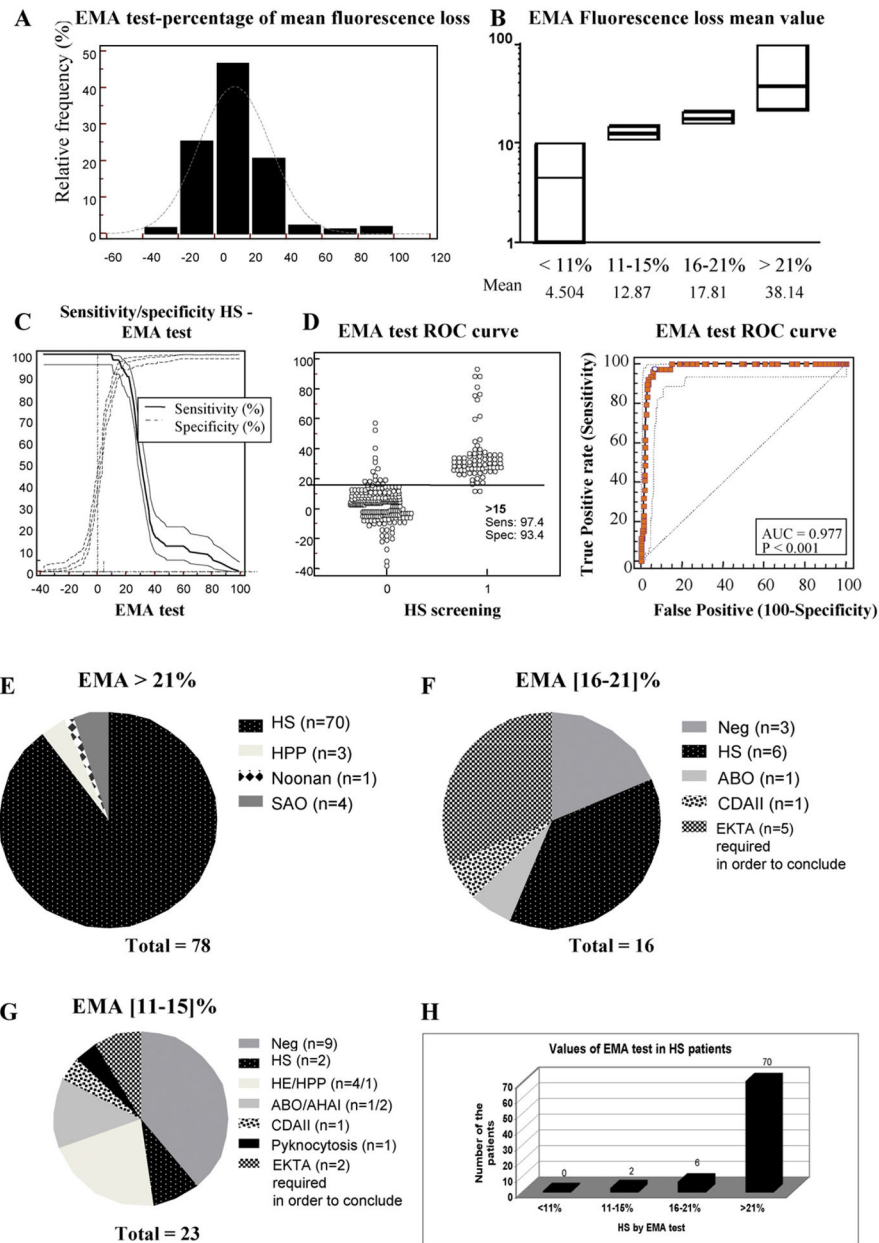 A EMA test-percentage of mean fluorescence loss
Relative frequency (%)
50
40
30
20
10
0
-60 -40 -20 0 20 40 60 80 100 120
B EMA Fluorescence loss mean value
100
10
1
< 11% 11-15% 16-21% > 21%
Mean 4.504 12.87 17.81 38.14
C Sensitivity/specificity HS -
EMA test
100
90
80
70
60
50
40
30
20
10
0
Sensitivity (%)
Specificity (%)
-40 -20 0 20 40 60 80 100
EMA test
D EMA test ROC curve
100
80
60
40
20
0
-20
-40
>15
Sens: 97.4
Spec: 93.4
0 1
HS screening
EMA test ROC curve
True Positive rate (Sensitivity)
100
80
60
40
20
0
AUC = 0.977
P < 0.001
0 20 40 60 80 100
False Positive (100-Specificity)
E EMA > 21%
HS (n=70)
HPP (n=3)
Noonan (n=1)
SAO (n=4)
Total = 78
F EMA [16-21]%
Neg (n=3)
HS (n=6)
ABO (n=1)
CDAII (n=1)
EKTA (n=5)
required
in order to conclude
Total = 16
G EMA [11-15]%
Neg (n=9)
HS (n=2)
HE/HPP (n=4/1)
ABO/AHAI (n=1/2)
CDAII (n=1)
Pyknocytosis (n=1)
EKTA (n=2)
required
in order to conclude
Total = 23
H
Values of EMA test in HS patients
Number of the
patients
70
60
50
40
30
20
10
0
0 2 6 70
<11% 11-15% 16-21% >21%
HS by EMA test